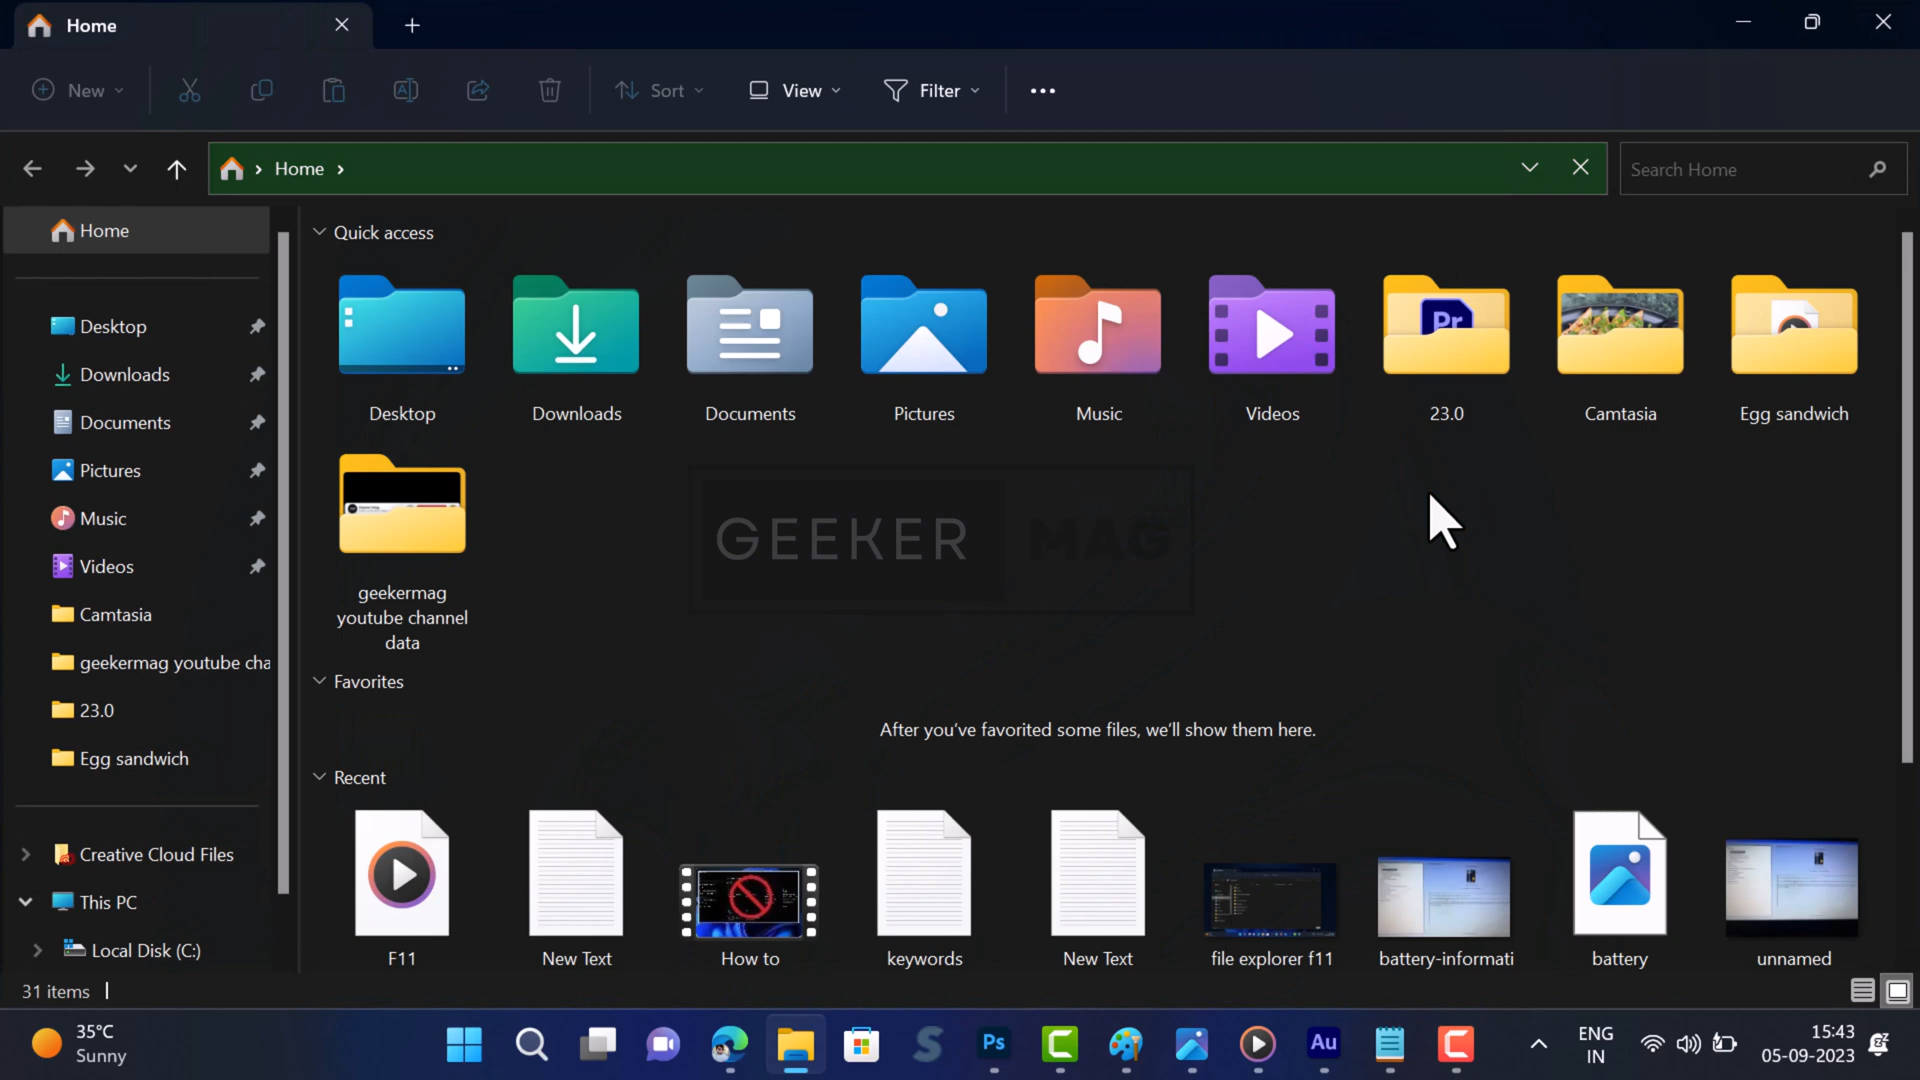 Home
New
Sort
View
Filter
Home
Search Home
Home
Desktop
Downloads
Documents
Pictures
Music
Videos
Camtasia
geekermag youtube cha
23.0
Egg sandwich
Creative Cloud Files
This PC
Local Disk (C:)
Quick access
Desktop
Downloads
Documents
Pictures
Music
Videos
Pr
23.0
Camtasia
Egg sandwich
geekermag
youtube channel
data
GEEKER MAG
Favorites
After you've favorited some files, we'll show them here.
Recent
F11
New Text
How to
keywords
New Text
file explorer f11
battery-informati
battery
unnamed
31 items
35°C
Sunny
Ps
Au
ENG
IN
15:43
05-09-2023